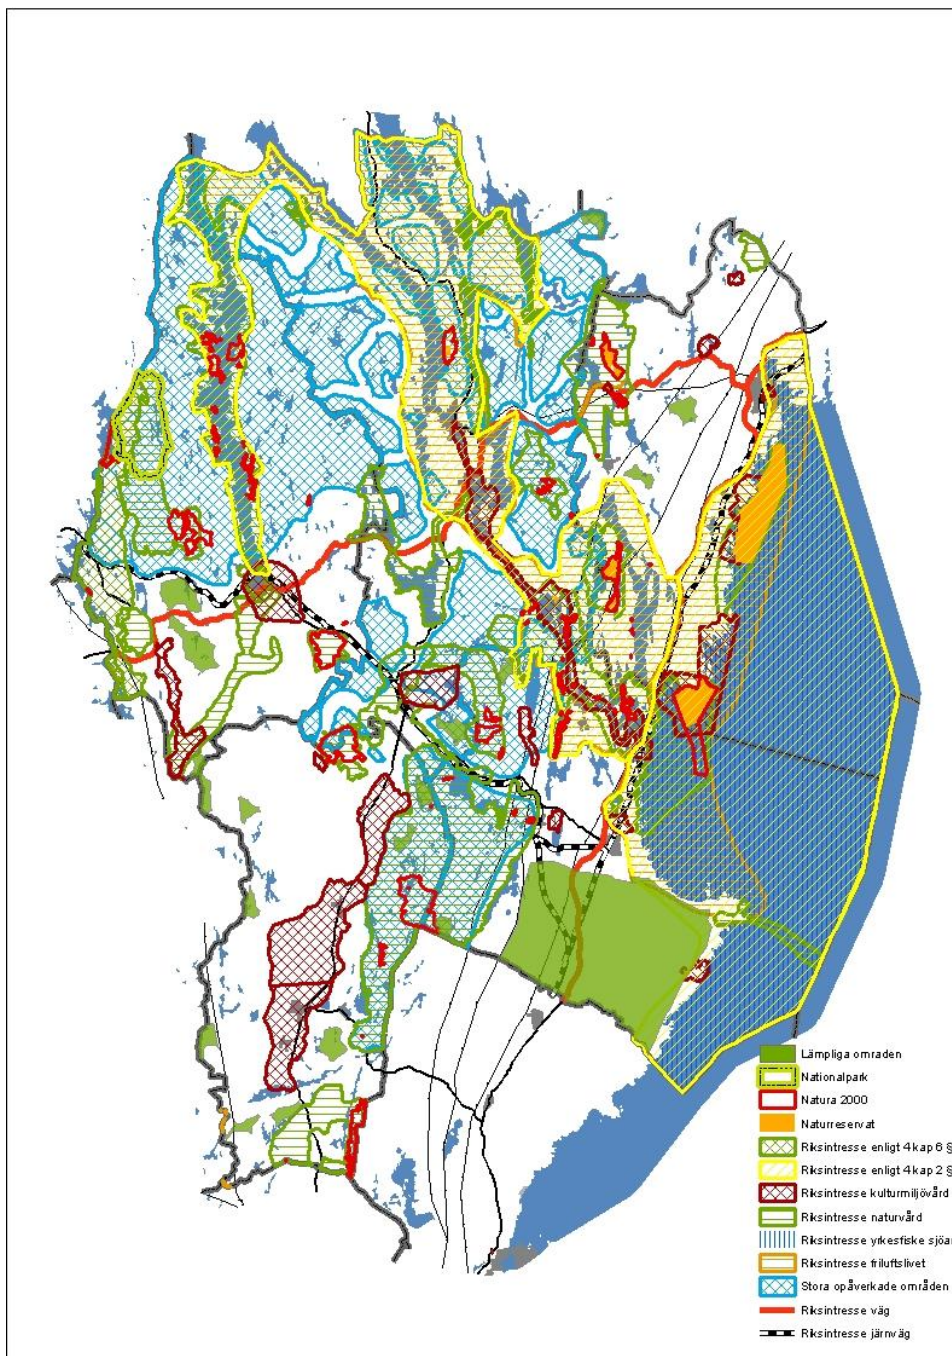 Lämpliga omraden
Nationalpark
Natura 2000
Naturreservat
Riksintresse enligt 4 kap 6 §
Riksintresse enligt 4 kap 2 §
Riksintresse kulturmiljövård
Riksintresse naturvård
Riksintresse yrkesfiske sjöar
Riksintresse friluftslivet
Stora opåverkade områden
Riksintresse väg
Riksintresse järnväg